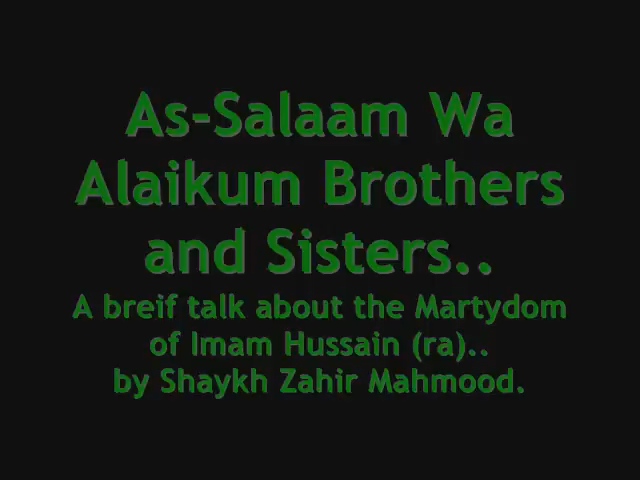 As-Salaam Wa
Alaikum Brothers
and Sisters..
A breif talk about the Martydom
of Imam Hussain (ra)..
by Shaykh Zahir Mahmood.